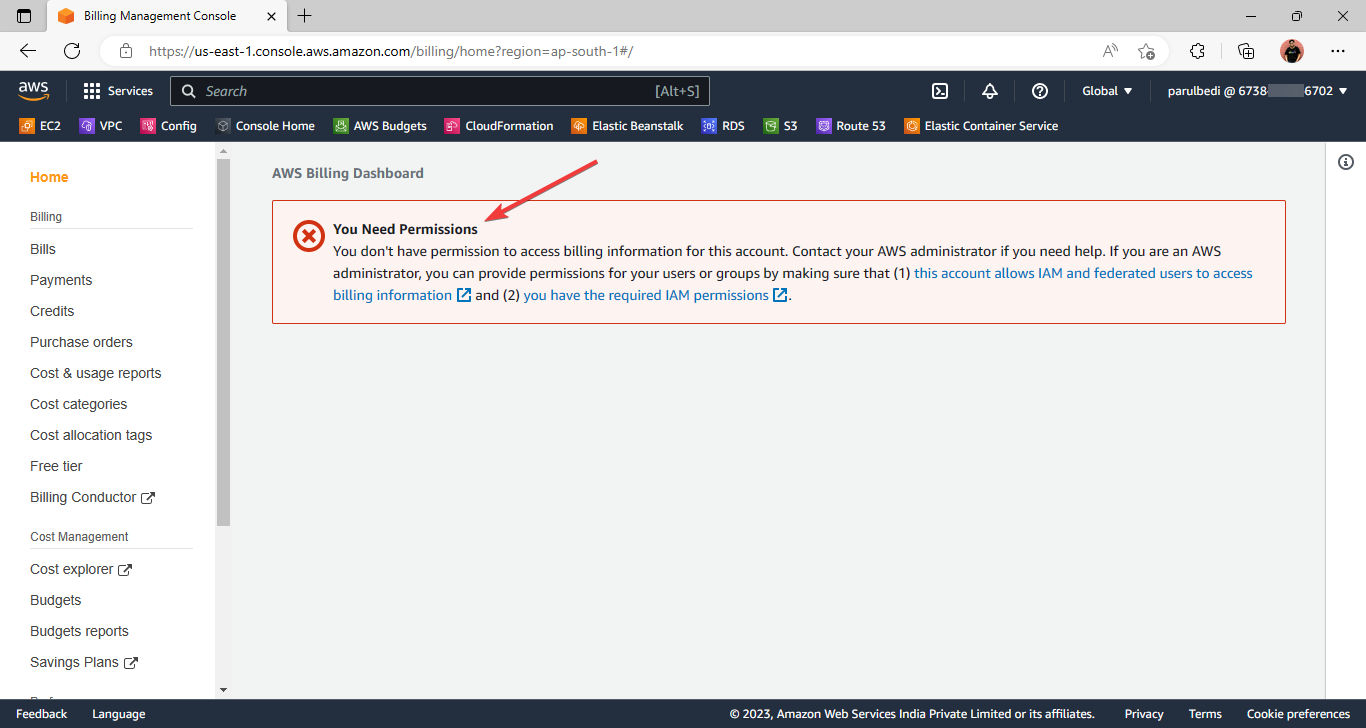 Billing Management Console
https://us-east-1.console.aws.amazon.com/billing/home?region=ap-south-1#/
aws
Services
Search
[Alt+S]
Global
parulbedi @ 6738 6702
EC2
VPC
Config
Console Home
AWS Budgets
CloudFormation
Elastic Beanstalk
RDS
S3
Route 53
Elastic Container Service
Home
Billing
Bills
Payments
Credits
Purchase orders
Cost & usage reports
Cost categories
Cost allocation tags
Free tier
Billing Conductor
Cost Management
Cost explorer
Budgets
Budgets reports
Savings Plans
AWS Billing Dashboard
You Need Permissions
You don't have permission to access billing information for this account. Contact your AWS administrator if you need help. If you are an AWS
administrator, you can provide permissions for your users or groups by making sure that (1) this account allows IAM and federated users to access
billing information and (2) you have the required IAM permissions.
Feedback
Language
© 2023, Amazon Web Services India Private Limited or its affiliates.
Privacy
Terms
Cookie preferences